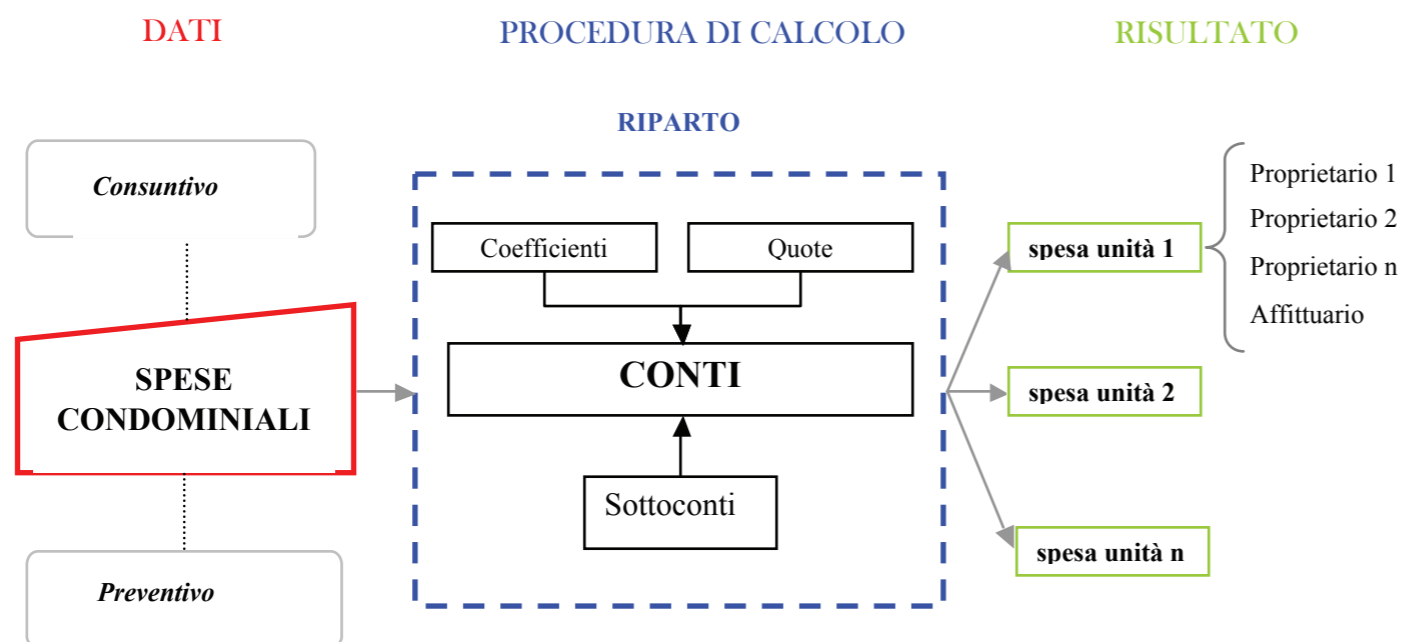 DATI
PROCEDURA DI CALCOLO
RISULTATO
RIPARTO
Consuntivo
SPESE
CONDOMINIALI
Preventivo
Coefficienti
Quote
CONTI
Sottoconti
spesa unità 1
Proprietario 1
Proprietario 2
Proprietario n
Affittuario
spesa unità 2
spesa unità n